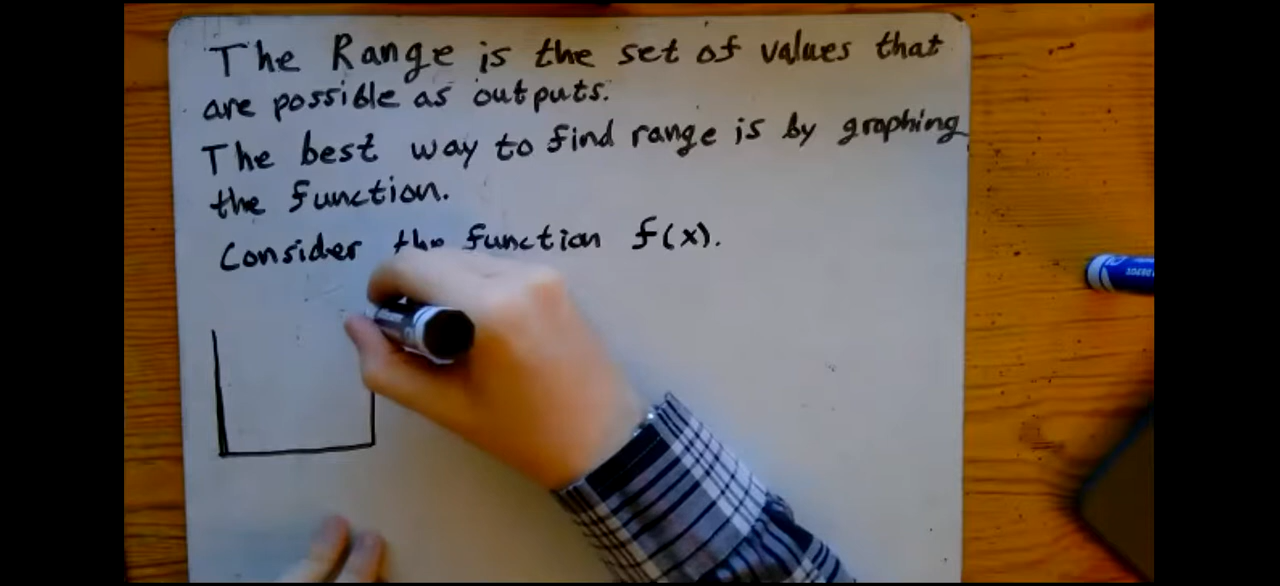 The Range is the set of values that
are possible as outputs.
The best way to find range is by graphing
the function.
Consider the function f(x).